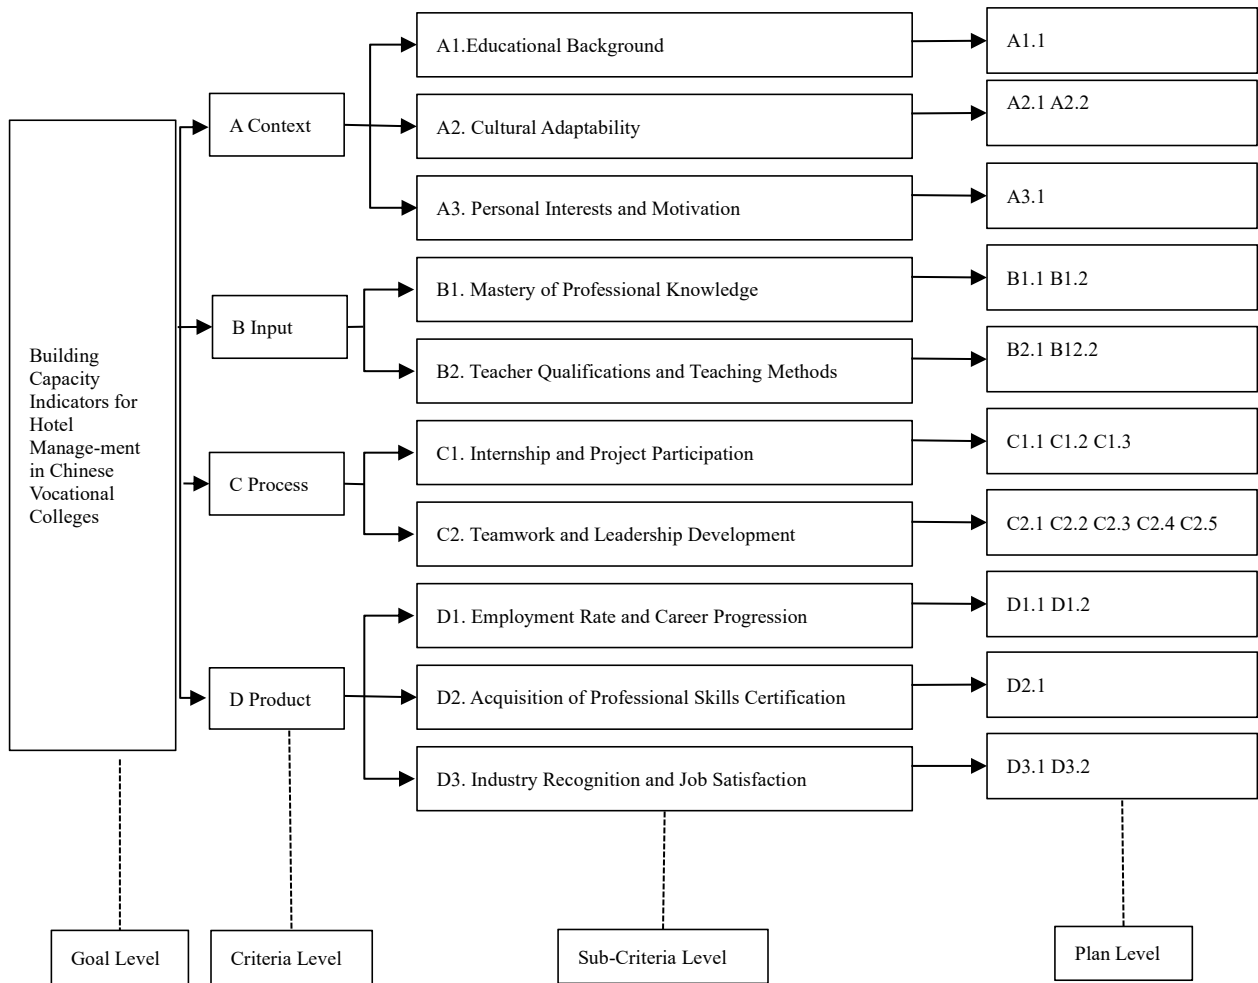 A1.Educational Background
A1.1
A Context
A2. Cultural Adaptability
A2.1 A2.2
A3. Personal Interests and Motivation
A3.1
Building
Capacity
Indicators for
Hotel
Manage-ment
in Chinese
Vocational
Colleges
B Input
B1. Mastery of Professional Knowledge
B1.1 B1.2
B2. Teacher Qualifications and Teaching Methods
B2.1 B12.2
C Process
C1. Internship and Project Participation
C1.1 C1.2 C1.3
C2. Teamwork and Leadership Development
C2.1 C2.2 C2.3 C2.4 C2.5
D Product
D1. Employment Rate and Career Progression
D1.1 D1.2
D2. Acquisition of Professional Skills Certification
D2.1
D3. Industry Recognition and Job Satisfaction
D3.1 D3.2
Goal Level
Criteria Level
Sub-Criteria Level
Plan Level